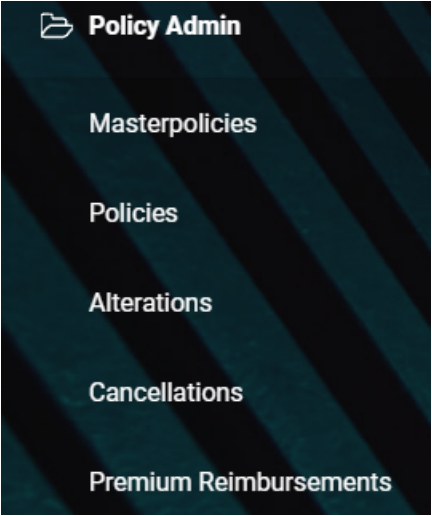 Policy Admin
Masterpolicies
Policies
Alterations
Cancellations
Premium Reimbursements